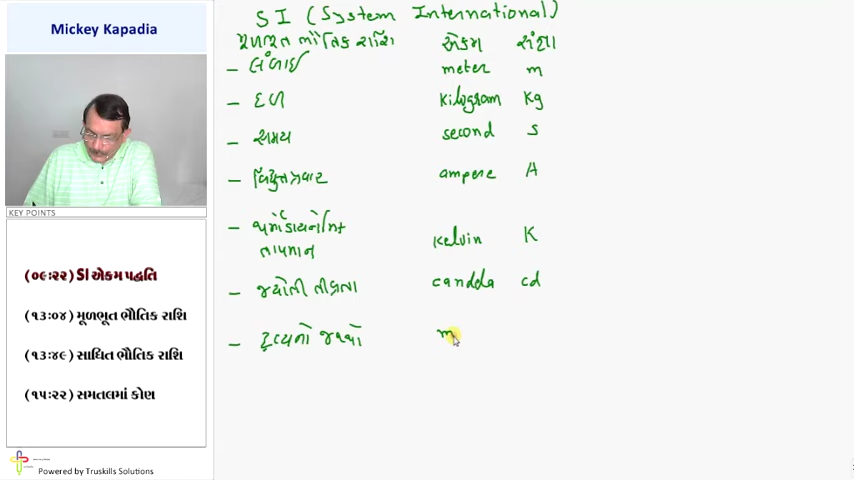 Mickey Kapadia
KEY POINTS
(૦૯:૨૨) SI એકમ પદ્ધતિ
(૧૩:૦૪) મૂળભૂત ભૌતિક રાશિ
(૧૩:૪૯) સાધિત ભૌતિક રાશિ
(૧૫:૨૨) સમતલમાં કોણ
Powered by Truskills Solutions
SI (System International)
મૂળભૂત ભૌતિક રાશિ એકમ સંજ્ઞા
– લંબાઈ meter m
– દળ kilogram kg
– સમય second s
– વિદ્યુતપ્રવાહ ampere A
– થર્મોડાયનેમિક
તાપમાન kelvin K
– જ્યોતી તીવ્રતા candela cd
– દ્રવ્યનો જથ્થો m